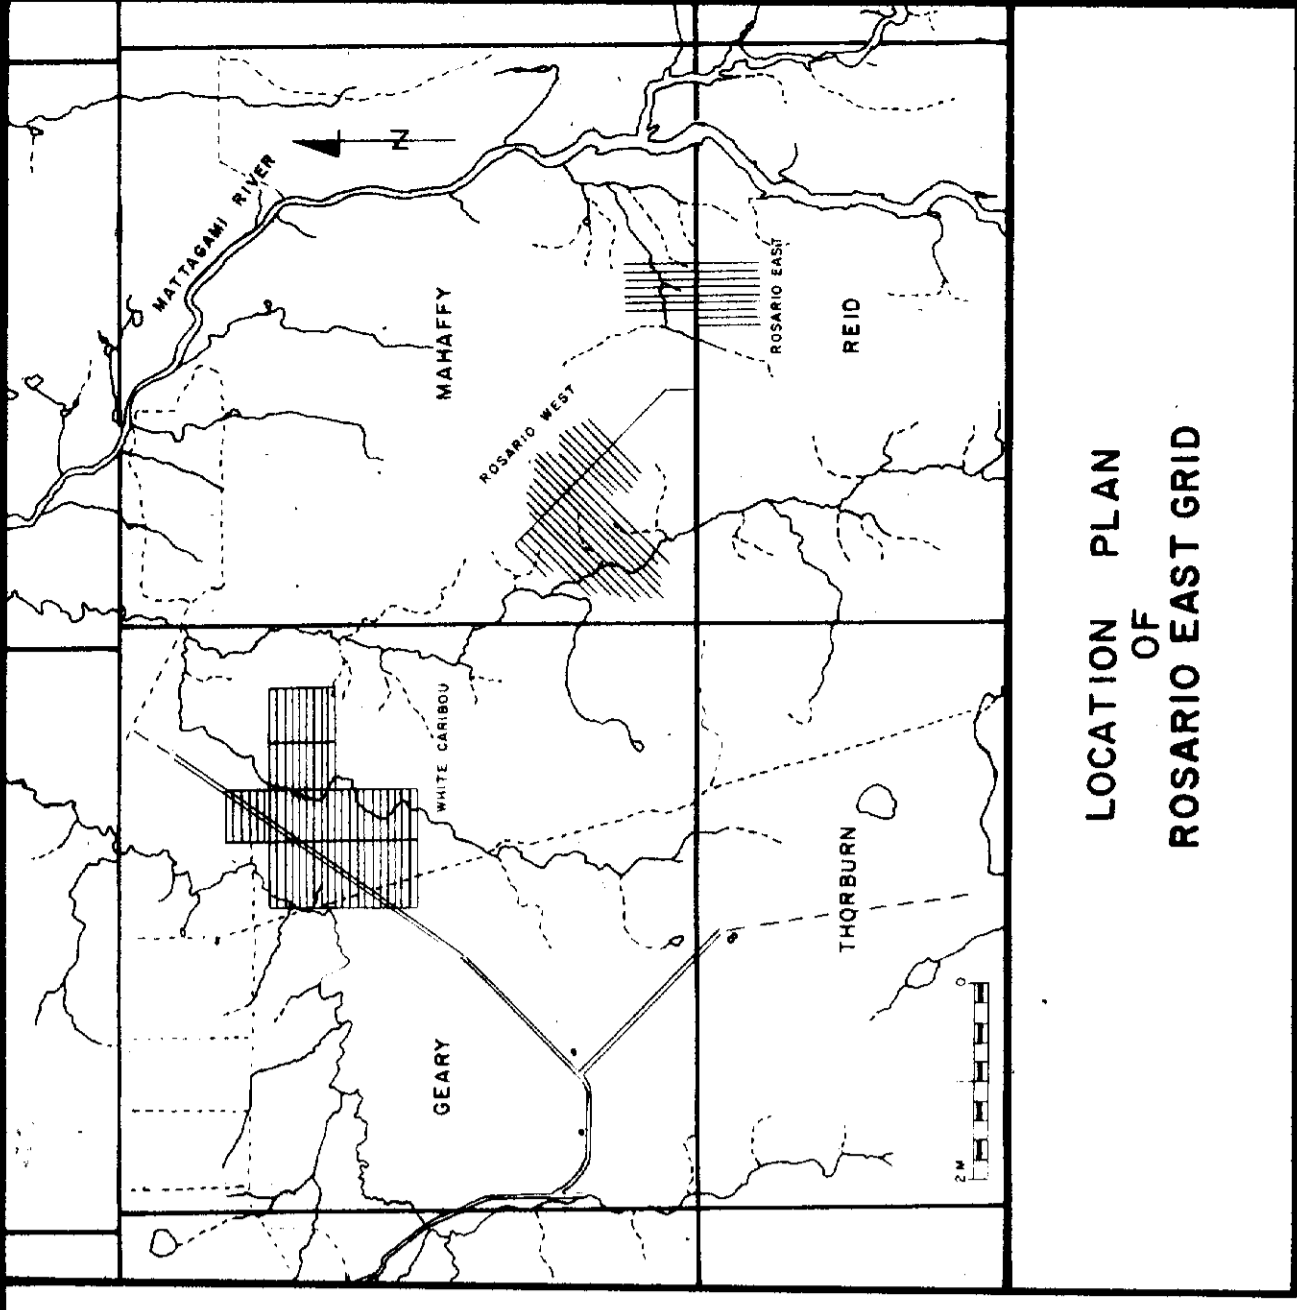 MATTAGAMI RIVER
N
MAHAFFY
ROSARIO EAST
REID
ROSARIO WEST
WHITE CARIBOU
THORBURN
GEARY
2 M
0
LOCATION PLAN
OF
ROSARIO EAST GRID